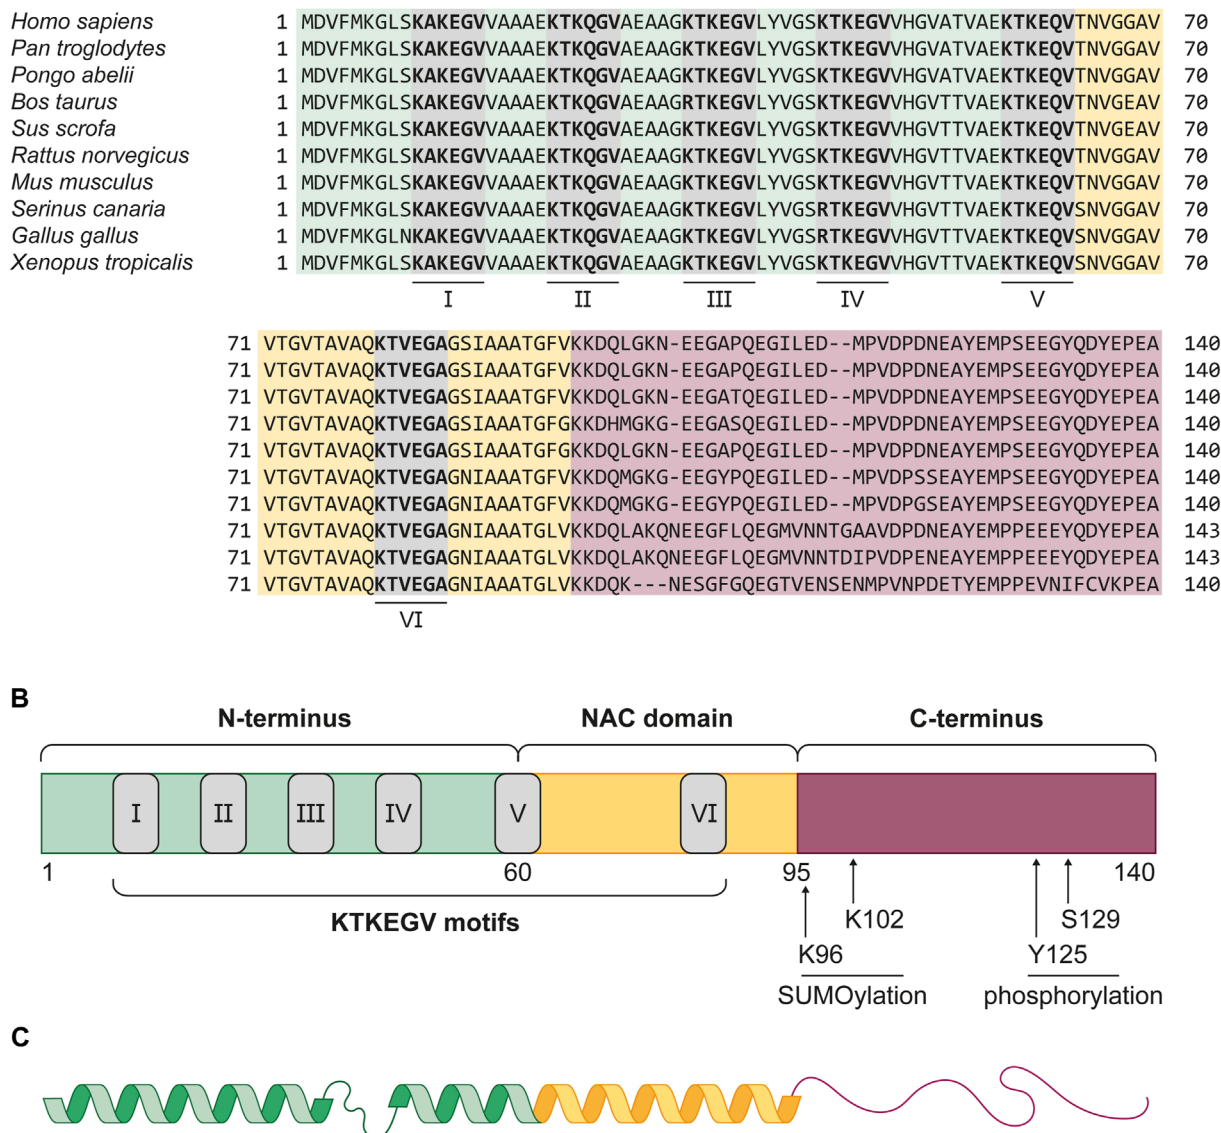 Homo sapiens 1 MDVFMKGLSKAKEGVVAAAEKTKQGVAEAAGKTKEGVLYVGSKTKEGVVHGVATVAEKTKEQVTNVGGAV 70
Pan troglodytes 1 MDVFMKGLSKAKEGVVAAAEKTKQGVAEAAGKTKEGVLYVGSKTKEGVVHGVATVAEKTKEQVTNVGGAV 70
Pongo abelii 1 MDVFMKGLSKAKEGVVAAAEKTKQGVAEAAGKTKEGVLYVGSKTKEGVVHGVATVAEKTKEQVTNVGGAV 70
Bos taurus 1 MDVFMKGLSKAKEGVVAAAEKTKQGVAEAAGRTKEGVLYVGSKTKEGVVHGVTTVAEKTKEQVTNVGEAV 70
Sus scrofa 1 MDVFMKGLSKAKEGVVAAAEKTKQGVAEAAGKTKEGVLYVGSKTKEGVVHGVTTVAEKTKEQVTNVGEAV 70
Rattus norvegicus 1 MDVFMKGLSKAKEGVVAAAEKTKQGVAEAAGKTKEGVLYVGSKTKEGVVHGVTTVAEKTKEQVTNVGGAV 70
Mus musculus 1 MDVFMKGLSKAKEGVVAAAEKTKQGVAEAAGKTKEGVLYVGSKTKEGVVHGVTTVAEKTKEQVTNVGGAV 70
Serinus canaria 1 MDVFMKGLSKAKEGVVAAAEKTKQGVAEAAGKTKEGVLYVGSRTKEGVVHGVTTVAEKTKEQVSNVGGAV 70
Gallus gallus 1 MDVFMKGLNKAKEGVVAAAEKTKQGVAEAAGKTKEGVLYVGSRTKEGVVHGVTTVAEKTKEQVSNVGGAV 70
Xenopus tropicalis 1 MDVFMKGLSKAKEGVVAAAEKTKQGVAEAAGKTKEGVLYVGSKTKEGVVHGVTTVAEKTKEQVSNVGGAV 70
I II III IV V
71 VTGVTAVAQKTVEGAGSIAAATGFVKKDQLGKN-EEGAPQEGILED--MPVDPDNEAYEMPSEEGYQDYEPEA 140
71 VTGVTAVAQKTVEGAGSIAAATGFVKKDQLGKN-EEGAPQEGILED--MPVDPDNEAYEMPSEEGYQDYEPEA 140
71 VTGVTAVAQKTVEGAGSIAAATGFVKKDQLGKN-EEGATQEGILED--MPVDPDNEAYEMPSEEGYQDYEPEA 140
71 VTGVTAVAQKTVEGAGSIAAATGFGKKDHMGKG-EEGASQEGILED--MPVDPDNEAYEMPSEEGYQDYEPEA 140
71 VTGVTAVAQKTVEGAGSIAAATGFGKKDQLGKN-EEGAPQEGILED--MPVDPDNEAYEMPSEEGYQDYEPEA 140
71 VTGVTAVAQKTVEGAGNIAAATGFVKKDQMGKG-EEGYPQEGILED--MPVDPSSEAYEMPSEEGYQDYEPEA 140
71 VTGVTAVAQKTVEGAGNIAAATGFVKKDQMGKG-EEGYPQEGILED--MPVDPGSEAYEMPSEEGYQDYEPEA 140
71 VTGVTAVAQKTVEGAGNIAAATGLVKKDQLAKQNEEGFLQEGMVNNTGAAVDPDNEAYEMPPEEEYQDYEPEA 143
71 VTGVTAVAQKTVEGAGNIAAATGLVKKDQLAKQNEEGFLQEGMVNNTDIPVDPENEAYEMPPEEEYQDYEPEA 143
71 VTGVTAVAQKTVEGAGNIAAATGLVKKDQK---NESGFGQEGTVENSENMPVNPDETYEMPPEVNIFCVKPEA 140
VI
B
N-terminus NAC domain C-terminus
I II III IV V VI
1 60 95 140
KTKEGV motifs
K102 S129
K96 Y125
SUMOylation phosphorylation
C